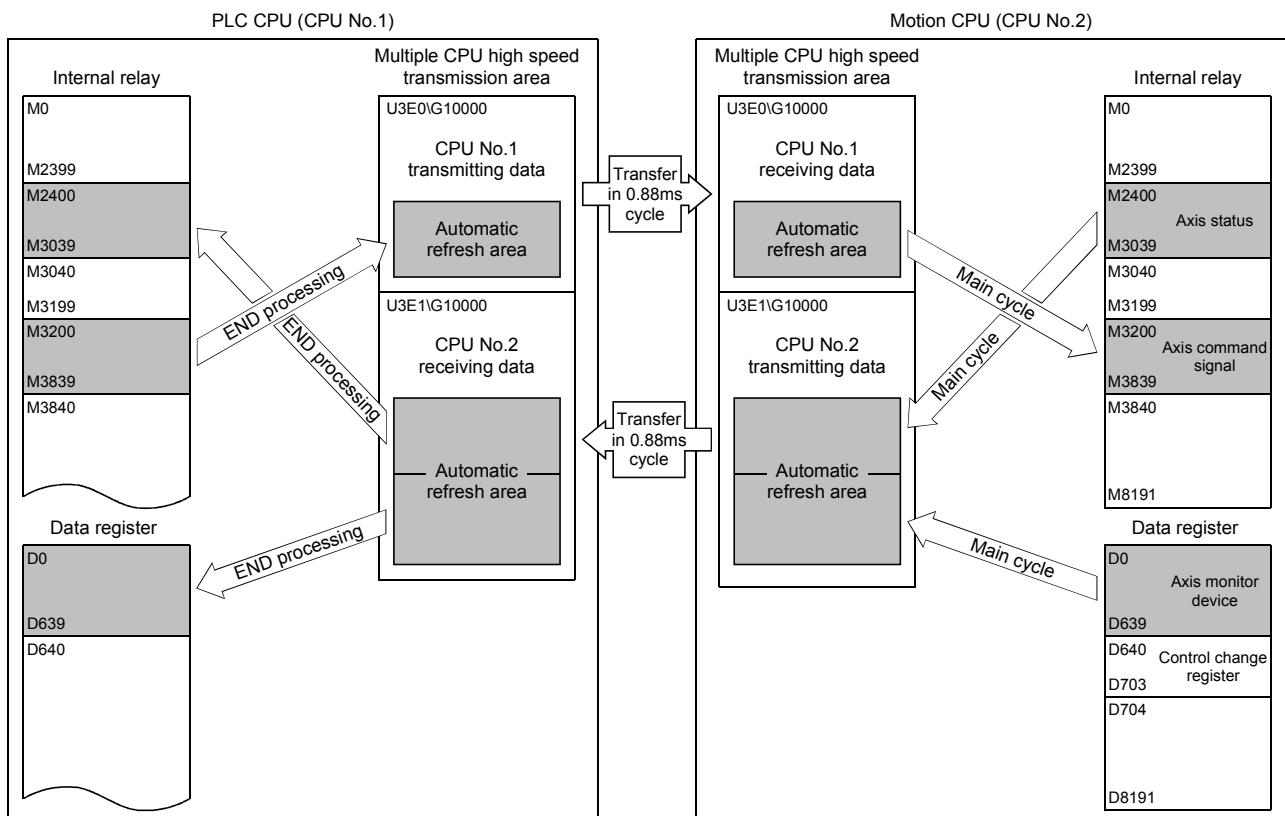 PLC CPU (CPU No.1)
Internal relay
M0
M2399
M2400
M3039
M3040
M3199
M3200
M3839
M3840
Data register
D0
D639
D640
END processing
END processing
END processing
Multiple CPU high speed
transmission area
U3E0\G10000
CPU No.1
transmitting data
Automatic
refresh area
U3E1\G10000
CPU No.2
receiving data
Automatic
refresh area
Transfer
in 0.88ms
cycle
Transfer
in 0.88ms
cycle
Motion CPU (CPU No.2)
Multiple CPU high speed
transmission area
U3E0\G10000
CPU No.1
receiving data
Automatic
refresh area
U3E1\G10000
CPU No.2
transmitting data
Automatic
refresh area
Main cycle
Main cycle
Main cycle
Internal relay
M0
M2399
M2400
Axis status
M3039
M3040
M3199
M3200
Axis command
signal
M3839
M3840
M8191
Data register
D0
Axis monitor
device
D639
D640
Control change
register
D703
D704
D8191